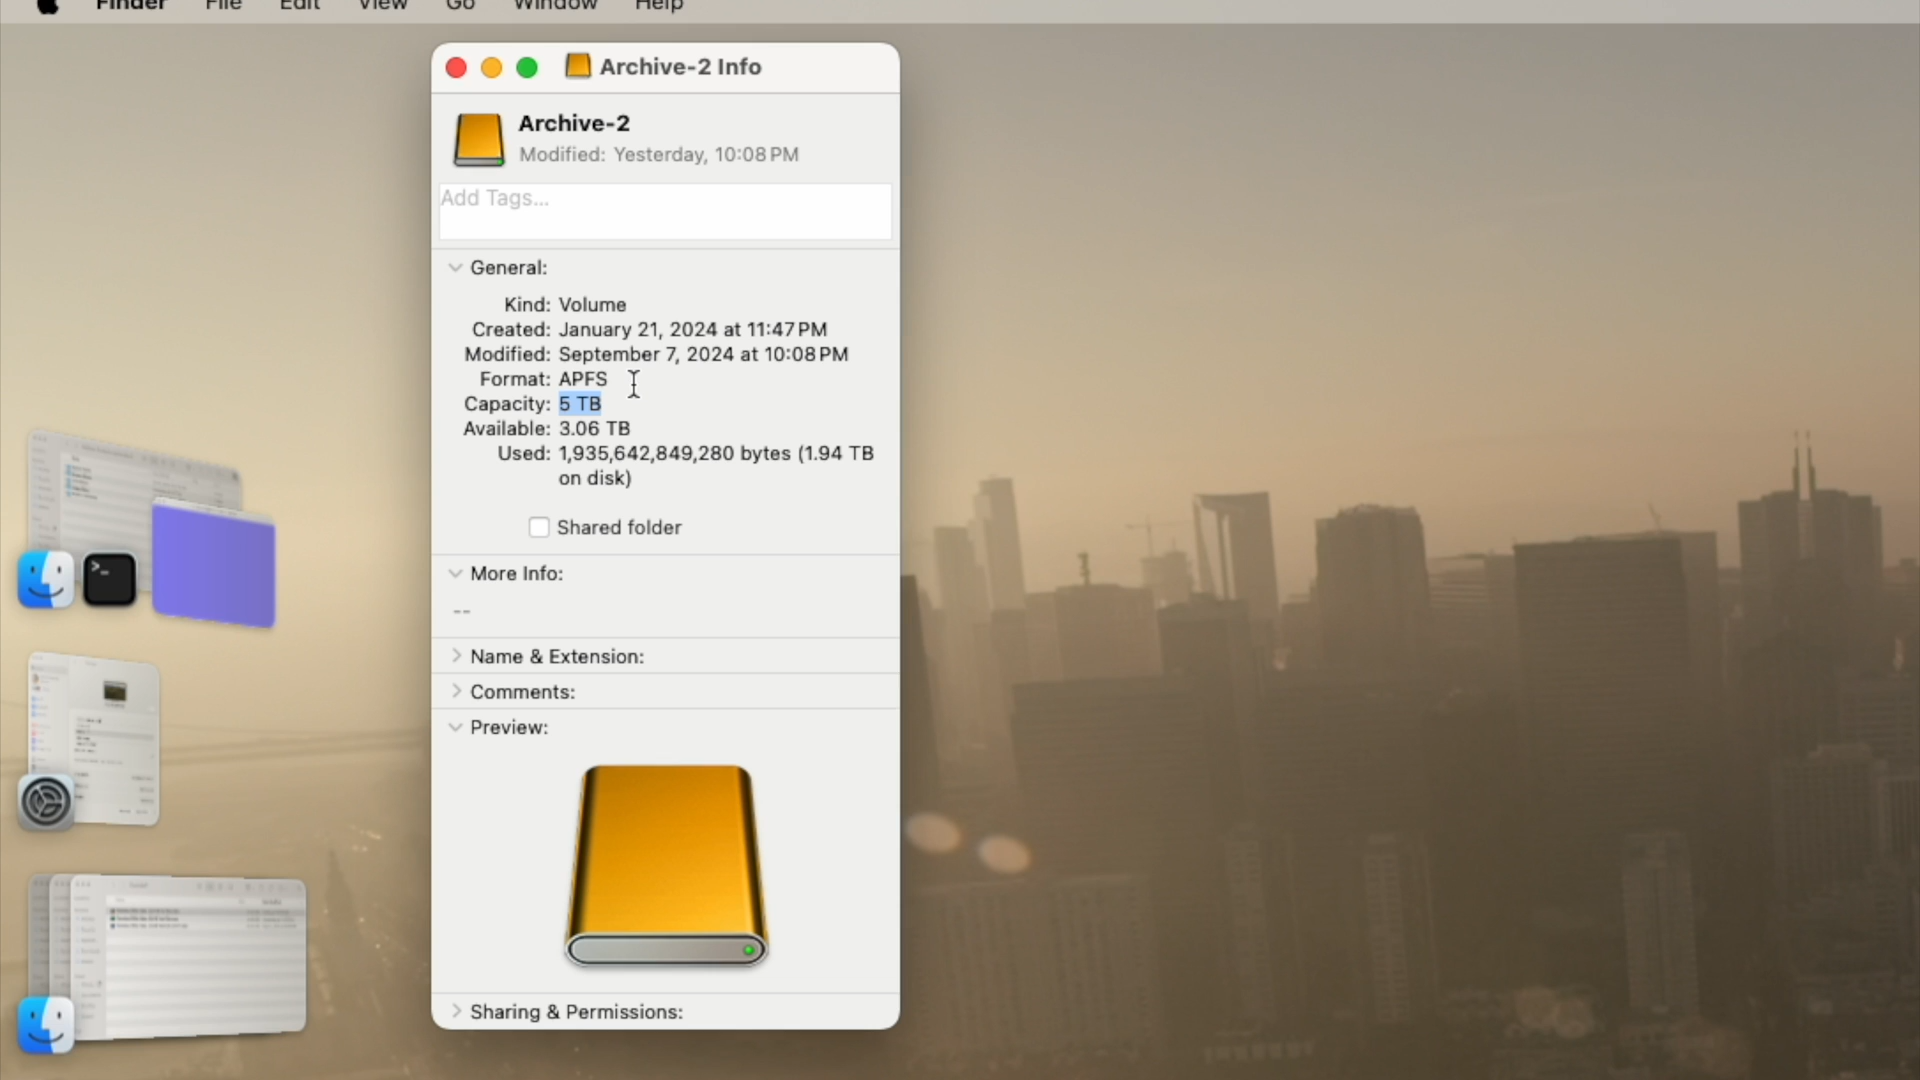 Finder File Edit View Go Window Help
Archive-2 Info
Archive-2
Modified: Yesterday, 10:08 PM
Add Tags...
General:
Kind: Volume
Created: January 21, 2024 at 11:47 PM
Modified: September 7, 2024 at 10:08 PM
Format: APFS
Capacity: 5 TB
Available: 3.06 TB
Used: 1,935,642,849,280 bytes (1.94 TB
on disk)
Shared folder
More Info:
--
Name & Extension:
Comments:
Preview:
Sharing & Permissions: